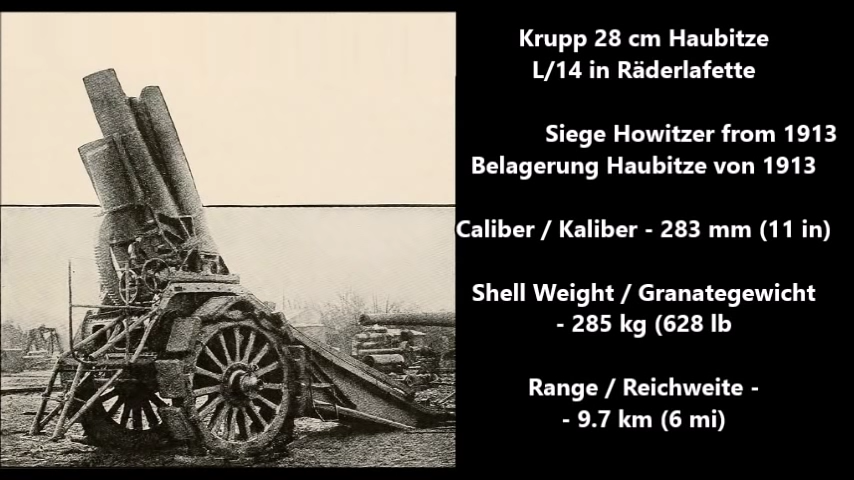 Krupp 28 cm Haubitze
L/14 in Räderlafette
Siege Howitzer from 1913
Belagerung Haubitze von 1913
Caliber / Kaliber - 283 mm (11 in)
Shell Weight / Granategewicht
- 285 kg (628 lb
Range / Reichweite -
- 9.7 km (6 mi)